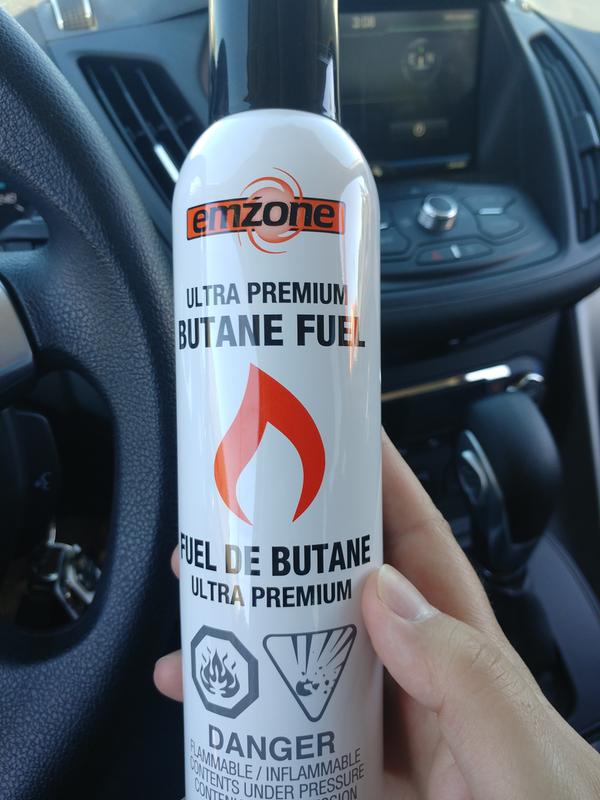 emzone
ULTRA PREMIUM
BUTANE FUEL
FUEL DE BUTANE
ULTRA PREMIUM
DANGER
FLAMMABLE / INFLAMMABLE
CONTENTS UNDER PRESSURE